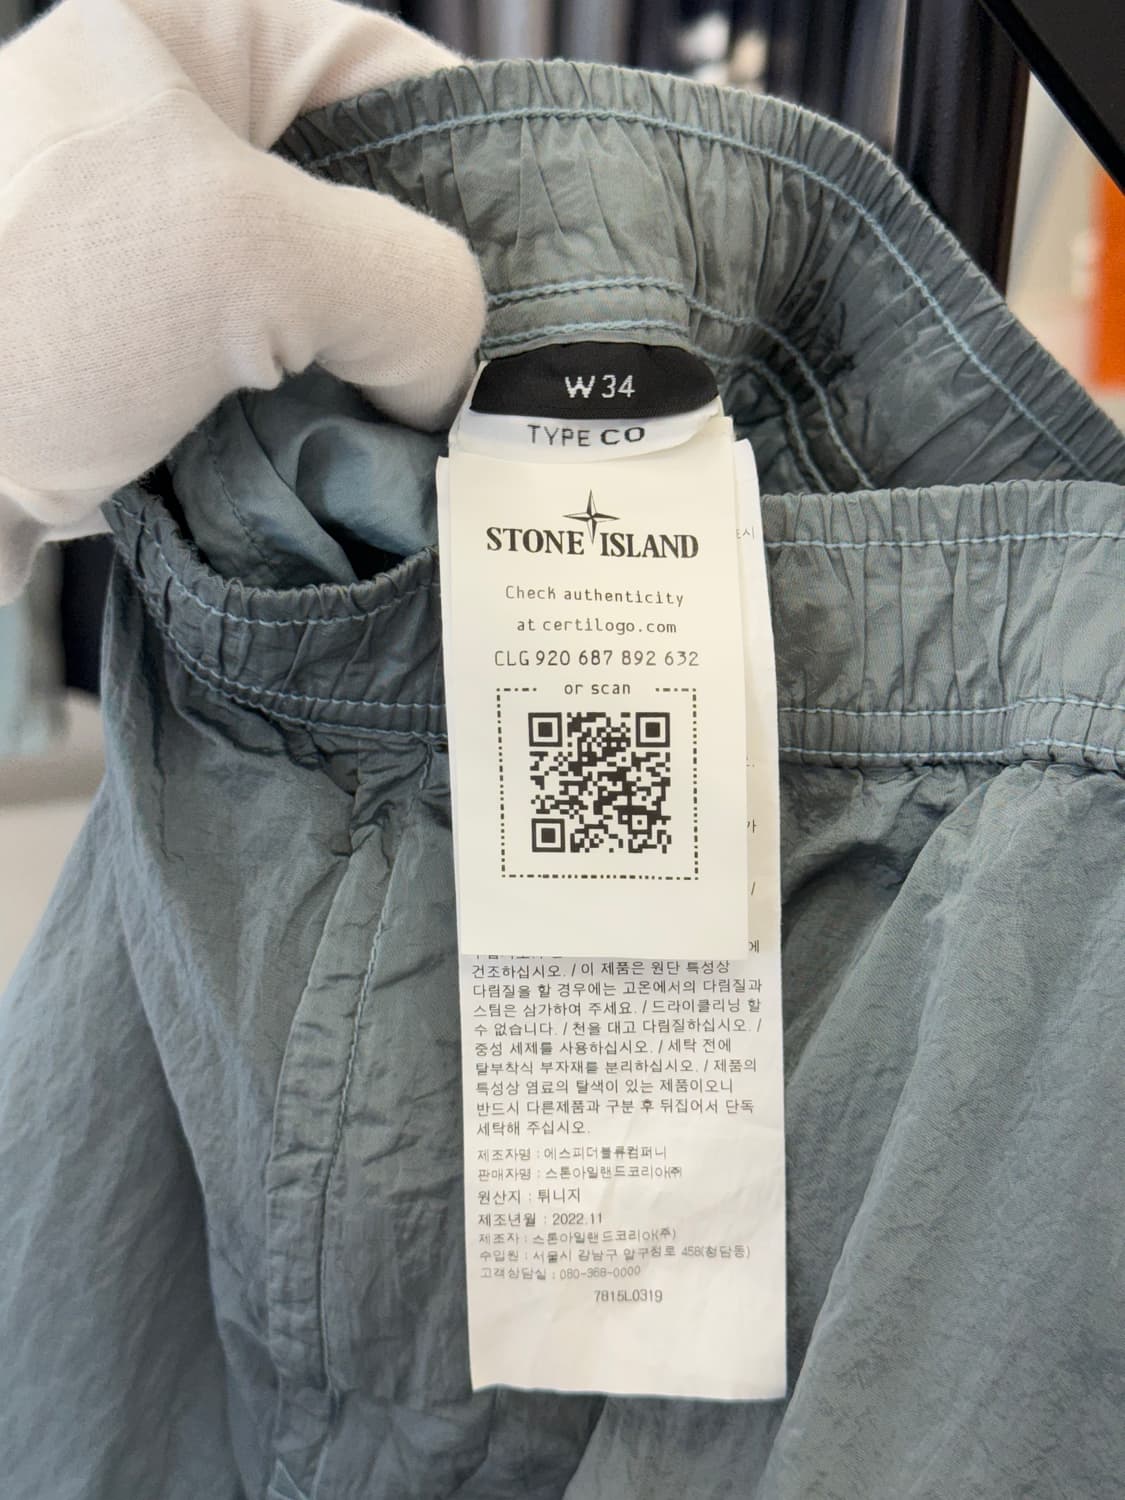 W 34
TYPE CO
STONE ISLAND
Check authenticity
at certilogo.com
CLG 920 687 892 632
or scan
건조하십시오. / 이 제품은 원단 특성상
다림질을 할 경우에는 고온에서의 다림질과
스팀은 삼가하여 주세요. / 드라이클리닝 할
수 없습니다. / 천을 대고 다림질하십시오. /
중성 세제를 사용하십시오. / 세탁 전에
탈부착식 부자재를 분리하십시오. / 제품의
특성상 염료의 탈색이 있는 제품이오니
반드시 다른제품과 구분 후 뒤집어서 단독
세탁해 주십시오.
제조자명 : 에스피더블류컴퍼니
판매자명 : 스톤아일랜드코리아㈜
원산지 : 튀니지
제조년월 : 2022.11
제조자 : 스톤아일랜드코리아(주)
수입원 : 서울시 강남구 압구정로 458(청담동)
고객상담실 : 080-368-0000
7815L0319